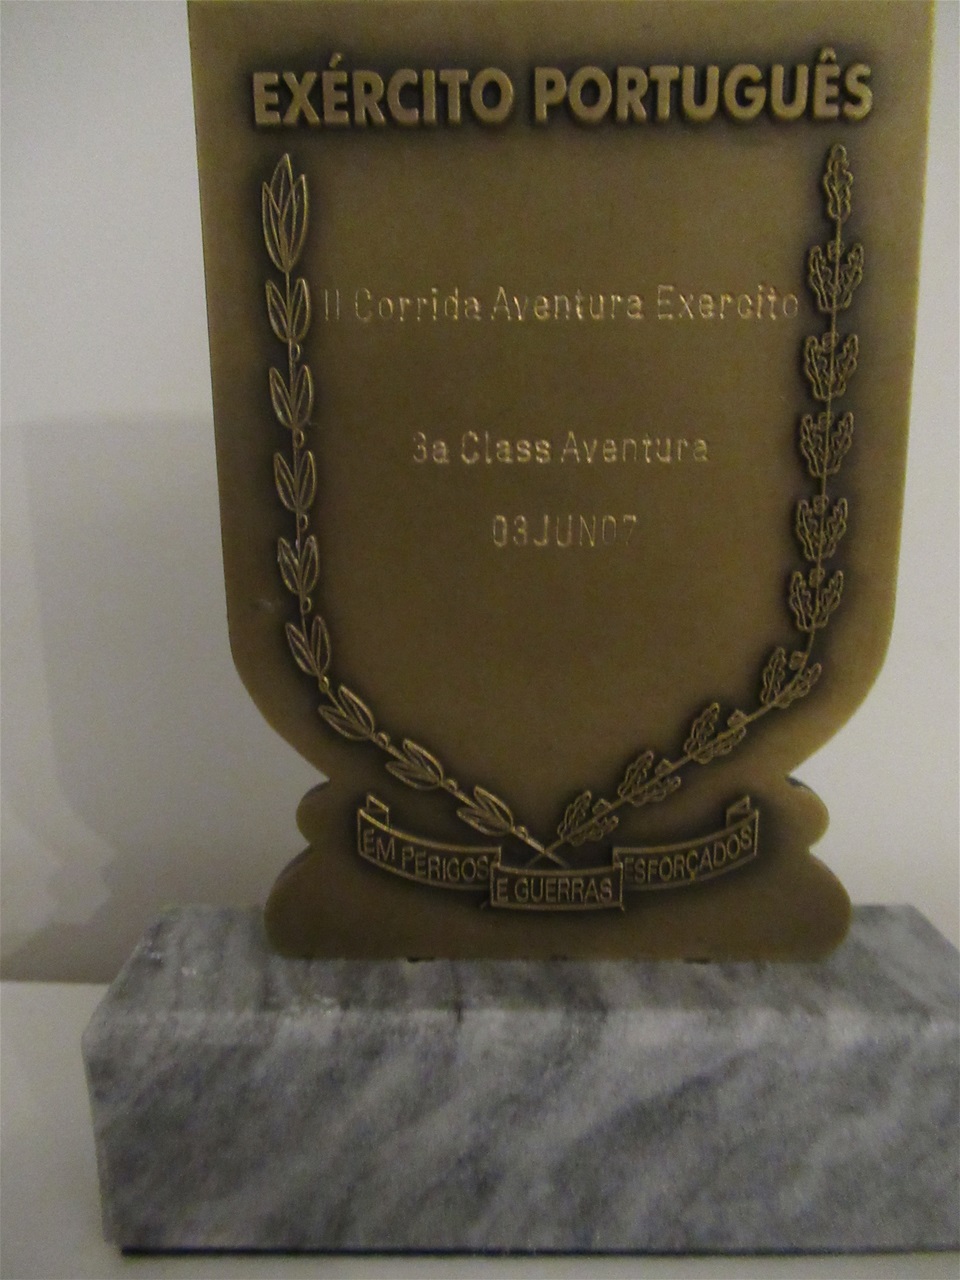 EXÉRCITO PORTUGUÊS
II Corrida Aventura Exercito
3a Class Aventura
03JUN07
EM PERIGOS
E GUERRAS
ESFORÇADOS